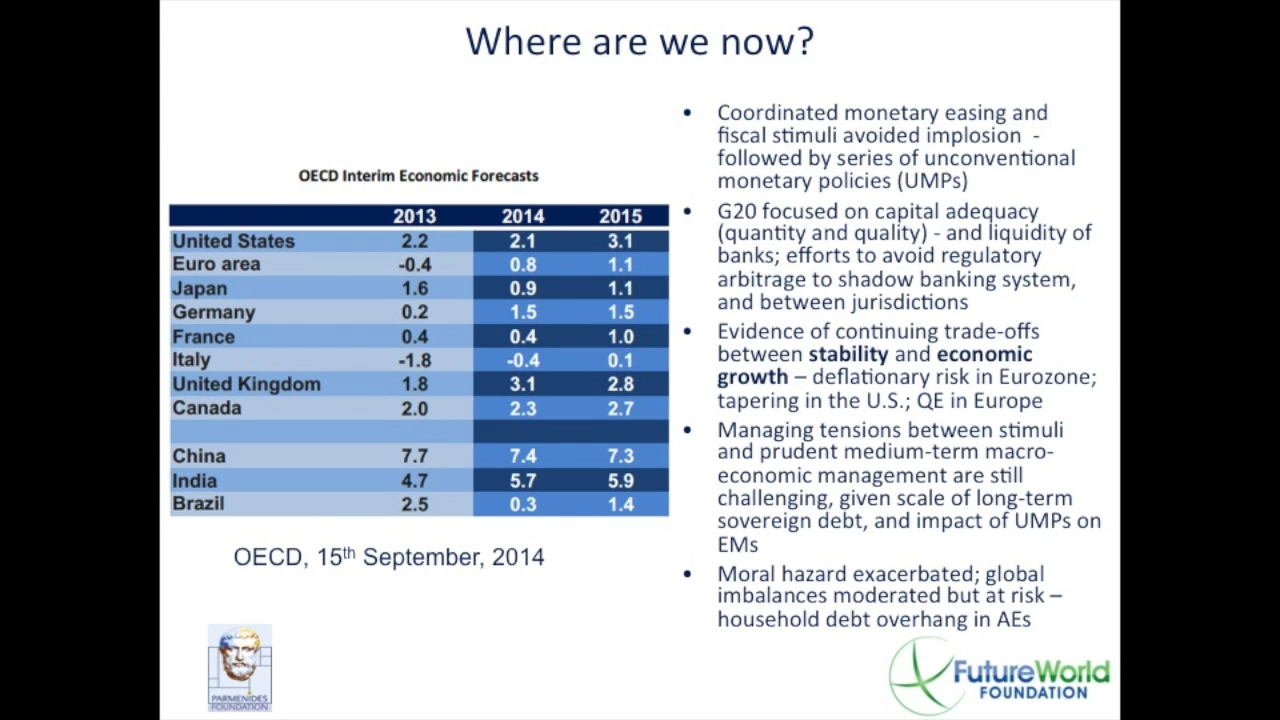 Where are we now?
OECD Interim Economic Forecasts
2013 2014 2015
United States 2.2 2.1 3.1
Euro area -0.4 0.8 1.1
Japan 1.6 0.9 1.1
Germany 0.2 1.5 1.5
France 0.4 0.4 1.0
Italy -1.8 -0.4 0.1
United Kingdom 1.8 3.1 2.8
Canada 2.0 2.3 2.7
China 7.7 7.4 7.3
India 4.7 5.7 5.9
Brazil 2.5 0.3 1.4
OECD, 15th September, 2014
• Coordinated monetary easing and
fiscal stimuli avoided implosion -
followed by series of unconventional
monetary policies (UMPs)
• G20 focused on capital adequacy
(quantity and quality) - and liquidity of
banks; efforts to avoid regulatory
arbitrage to shadow banking system,
and between jurisdictions
• Evidence of continuing trade-offs
between stability and economic
growth – deflationary risk in Eurozone;
tapering in the U.S.; QE in Europe
• Managing tensions between stimuli
and prudent medium-term macro-
economic management are still
challenging, given scale of long-term
sovereign debt, and impact of UMPs on
EMs
• Moral hazard exacerbated; global
imbalances moderated but at risk –
household debt overhang in AEs
PARMENIDES
FOUNDATION
FutureWorld
FOUNDATION